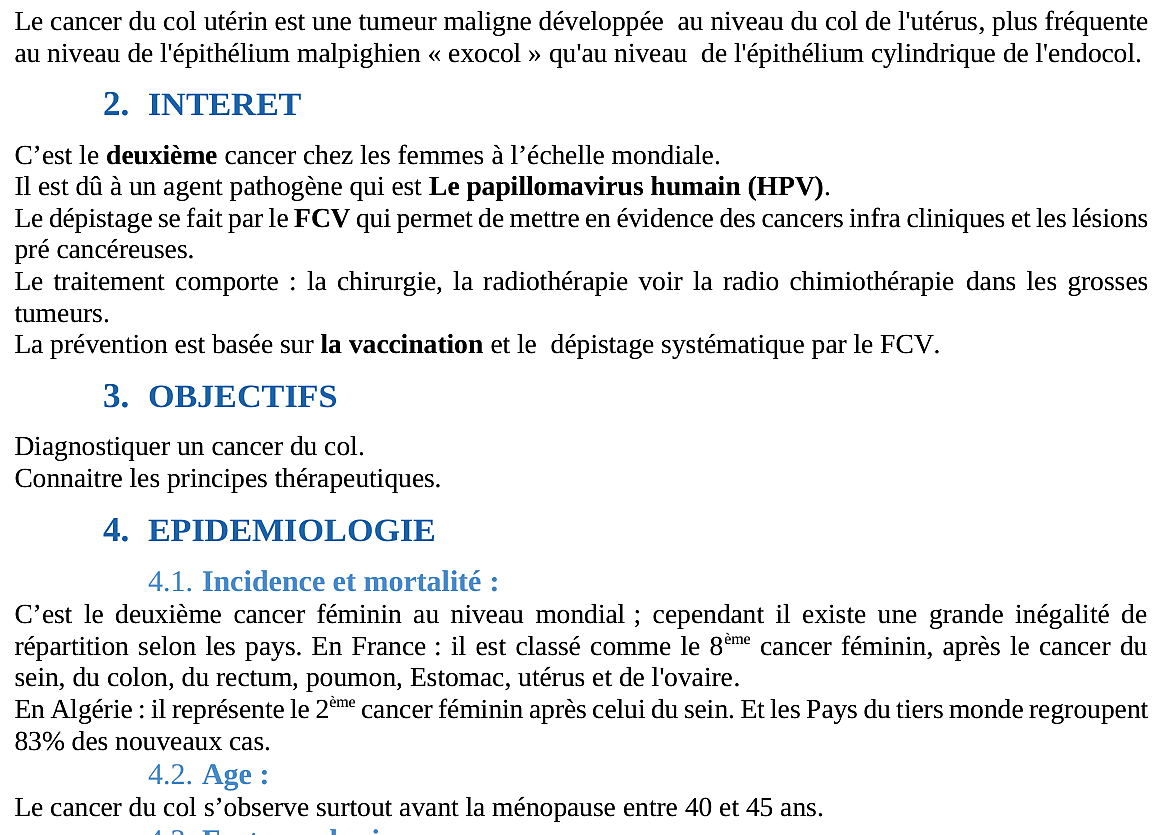 Le cancer du col utérin est une tumeur maligne développée  au niveau du col de l'utérus, plus fréquente
au niveau de l'épithélium malpighien « exocol » qu'au niveau  de l'épithélium cylindrique de l'endocol.
2. INTERET
C’est le deuxième cancer chez les femmes à l’échelle mondiale.
Il est dû à un agent pathogène qui est Le papillomavirus humain (HPV).
Le dépistage se fait par le FCV qui permet de mettre en évidence des cancers infra cliniques et les lésions
pré cancéreuses.
Le traitement comporte : la chirurgie, la radiothérapie voir la radio chimiothérapie dans les grosses
tumeurs.
La prévention est basée sur la vaccination et le  dépistage systématique par le FCV.
3. OBJECTIFS
Diagnostiquer un cancer du col.
Connaitre les principes thérapeutiques.
4. EPIDEMIOLOGIE
4.1. Incidence et mortalité :
C’est le deuxième cancer féminin au niveau mondial ; cependant il existe une grande inégalité de
répartition selon les pays. En France : il est classé comme le 8ème cancer féminin, après le cancer du
sein, du colon, du rectum, poumon, Estomac, utérus et de l'ovaire.
En Algérie : il représente le 2ème cancer féminin après celui du sein. Et les Pays du tiers monde regroupent
83% des nouveaux cas.
4.2. Age :
Le cancer du col s’observe surtout avant la ménopause entre 40 et 45 ans.